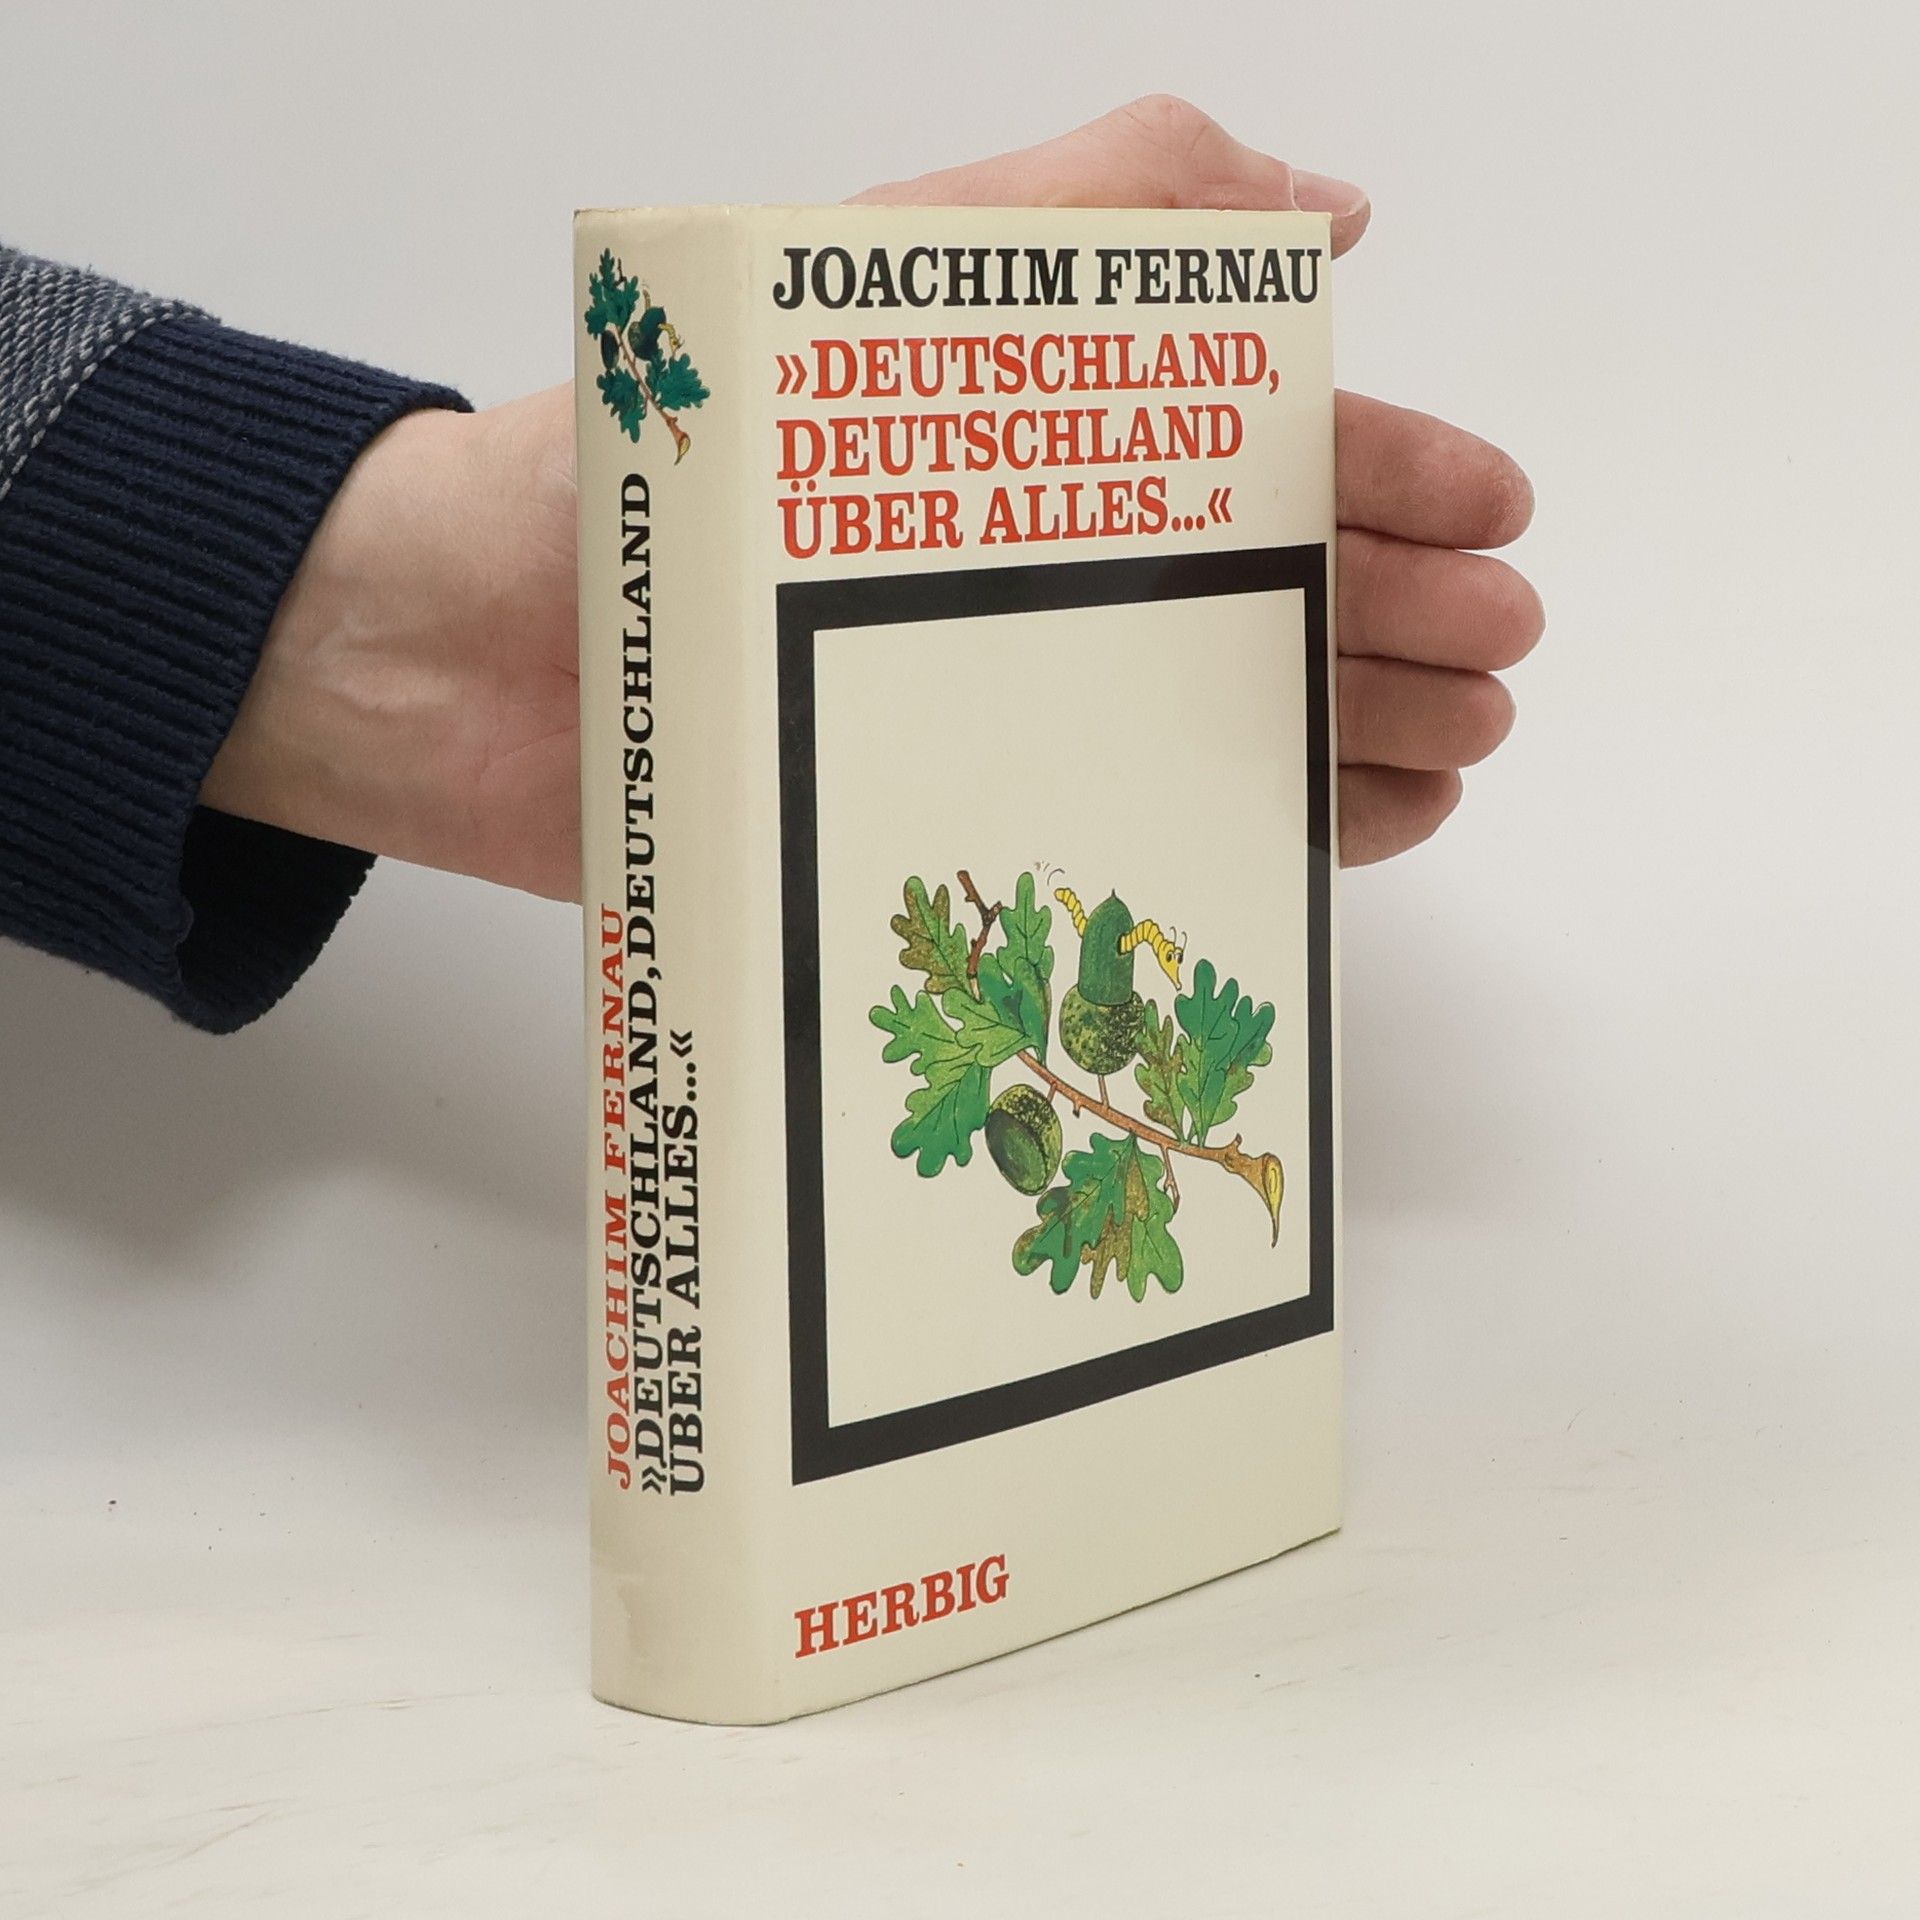 JOACHIM FERNAU
»DEUTSCHLAND,
DEUTSCHLAND
ÜBER ALLES...«
HERBIG
JOACHIM FERNAU
»DEUTSCHLAND, DEUTSCHLAND
ÜBER ALLES...«